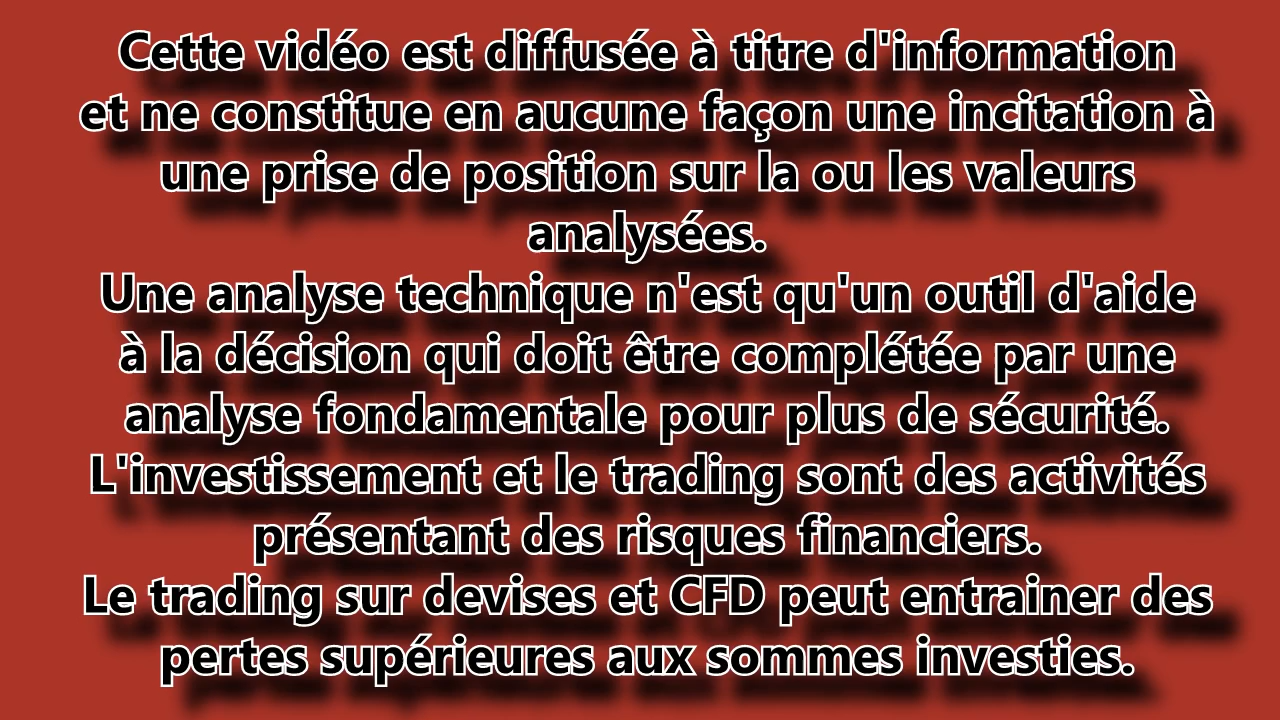 Cette vidéo est diffusée à titre d'information
et ne constitue en aucune façon une incitation à
une prise de position sur la ou les valeurs
analysées.
Une analyse technique n'est qu'un outil d'aide
à la décision qui doit être complétée par une
analyse fondamentale pour plus de sécurité.
L'investissement et le trading sont des activités
présentant des risques financiers.
Le trading sur devises et CFD peut entrainer des
pertes supérieures aux sommes investies.